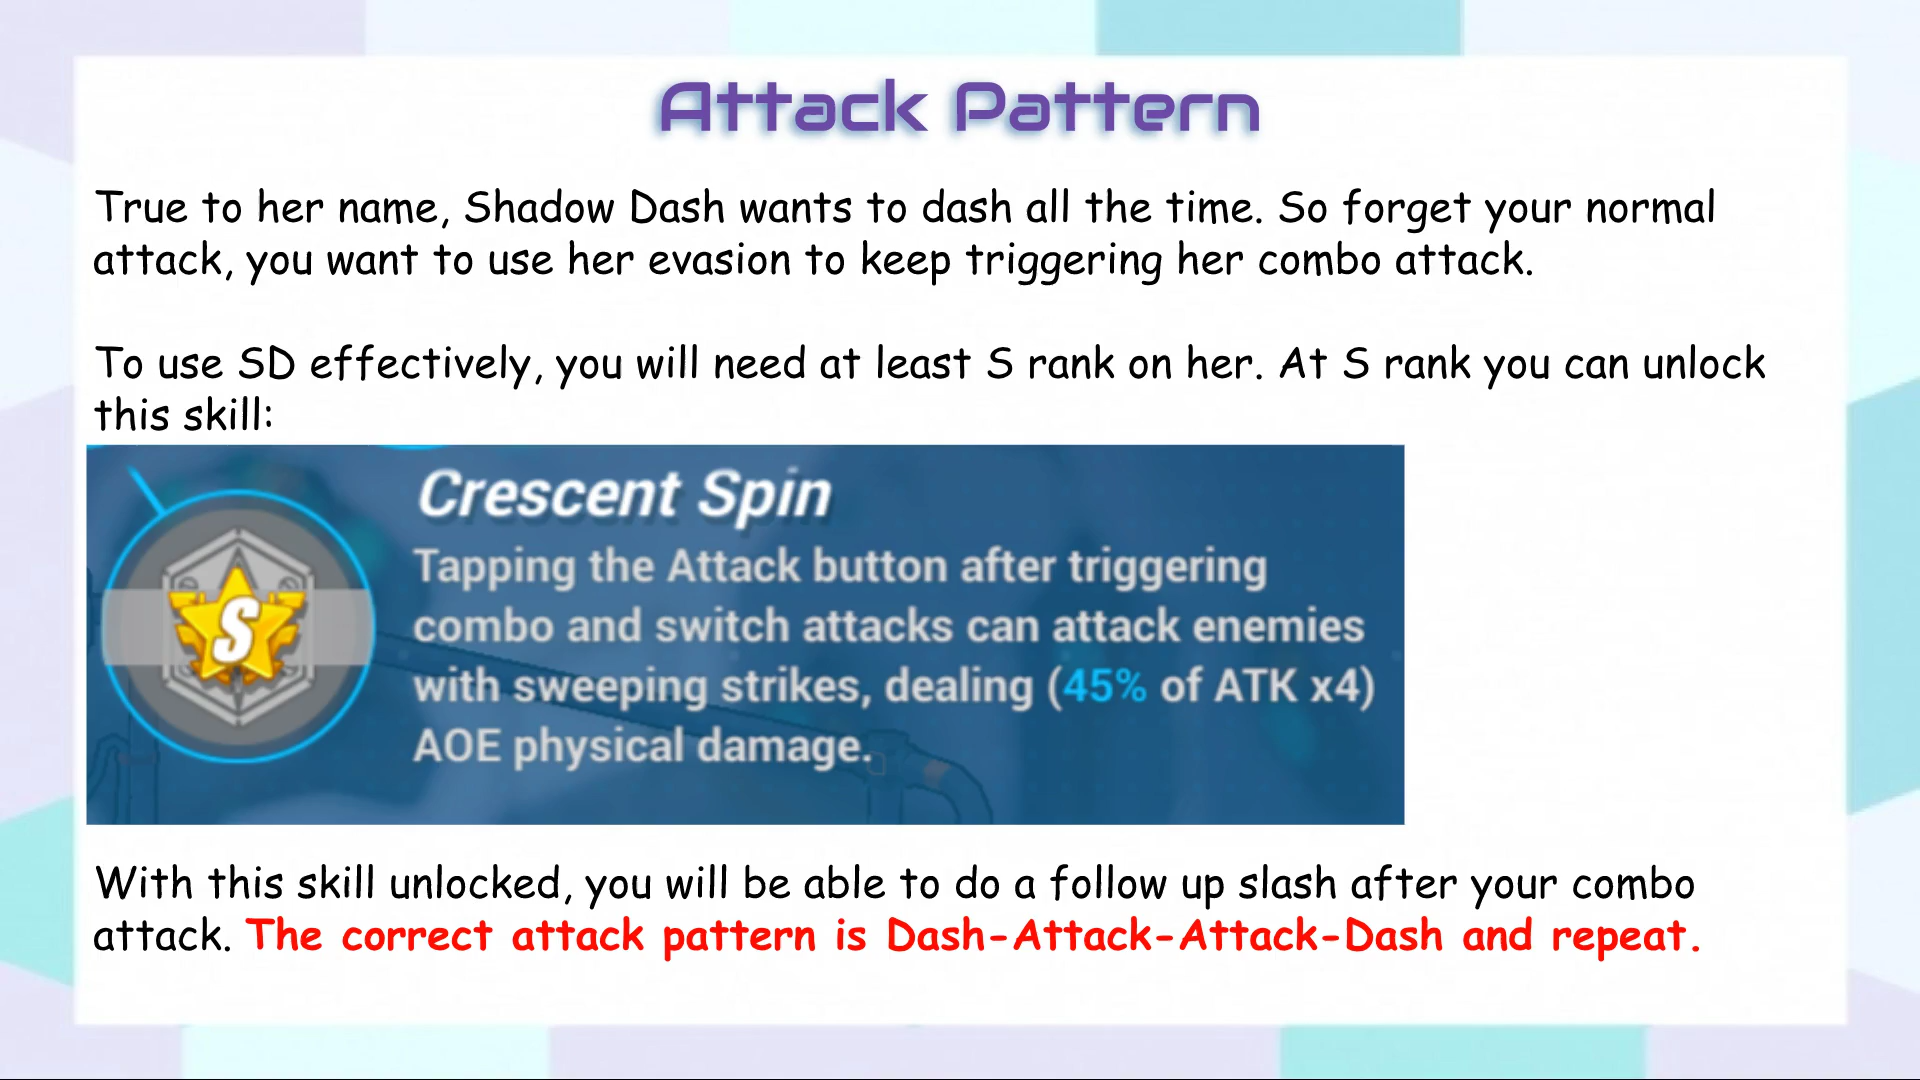 Attack Pattern
True to her name, Shadow Dash wants to dash all the time. So forget your normal
attack, you want to use her evasion to keep triggering her combo attack.
To use SD effectively, you will need at least S rank on her. At S rank you can unlock
this skill:
S
Crescent Spin
Tapping the Attack button after triggering
combo and switch attacks can attack enemies
with sweeping strikes, dealing (45% of ATK x4)
AOE physical damage.
With this skill unlocked, you will be able to do a follow up slash after your combo
attack. The correct attack pattern is Dash-Attack-Attack-Dash and repeat.